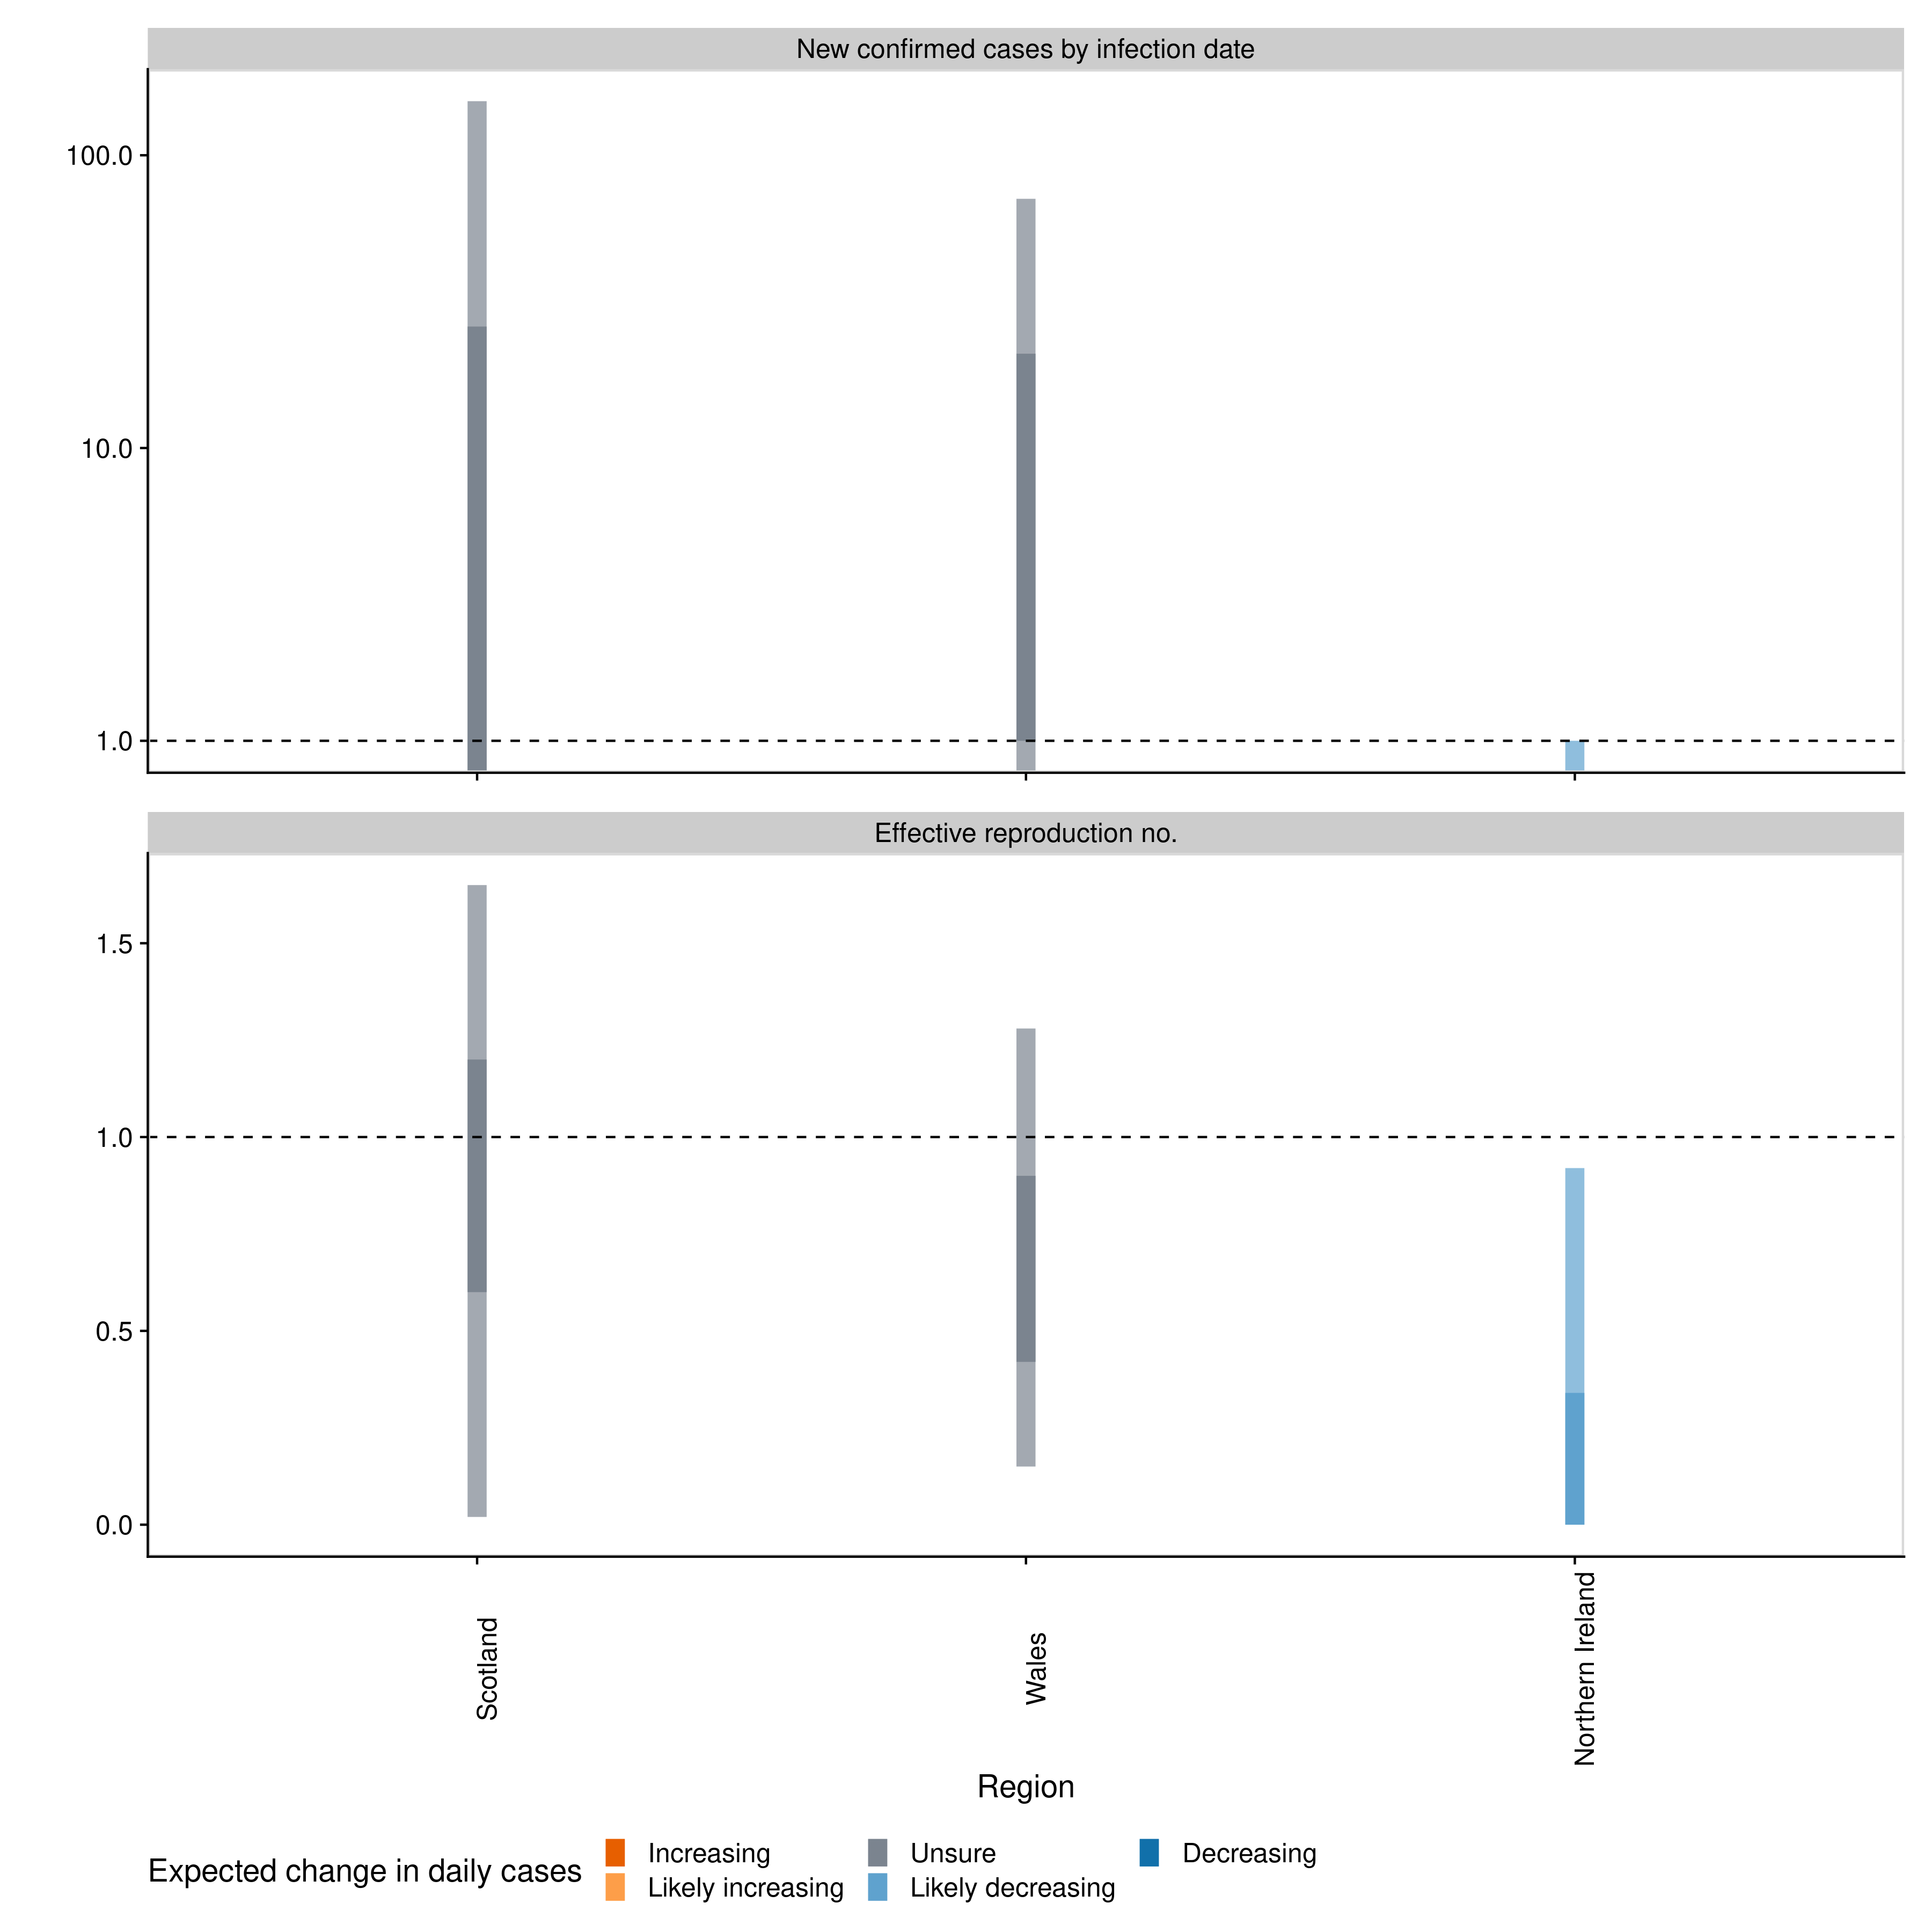 New confirmed cases by infection date
100.0
10.0
1.0
Effective reproduction no.
1.5
1.0
0.5
0.0
Scotland
Wales
Northern Ireland
Region
Expected change in daily cases
Increasing
Unsure
Decreasing
Likely increasing
Likely decreasing